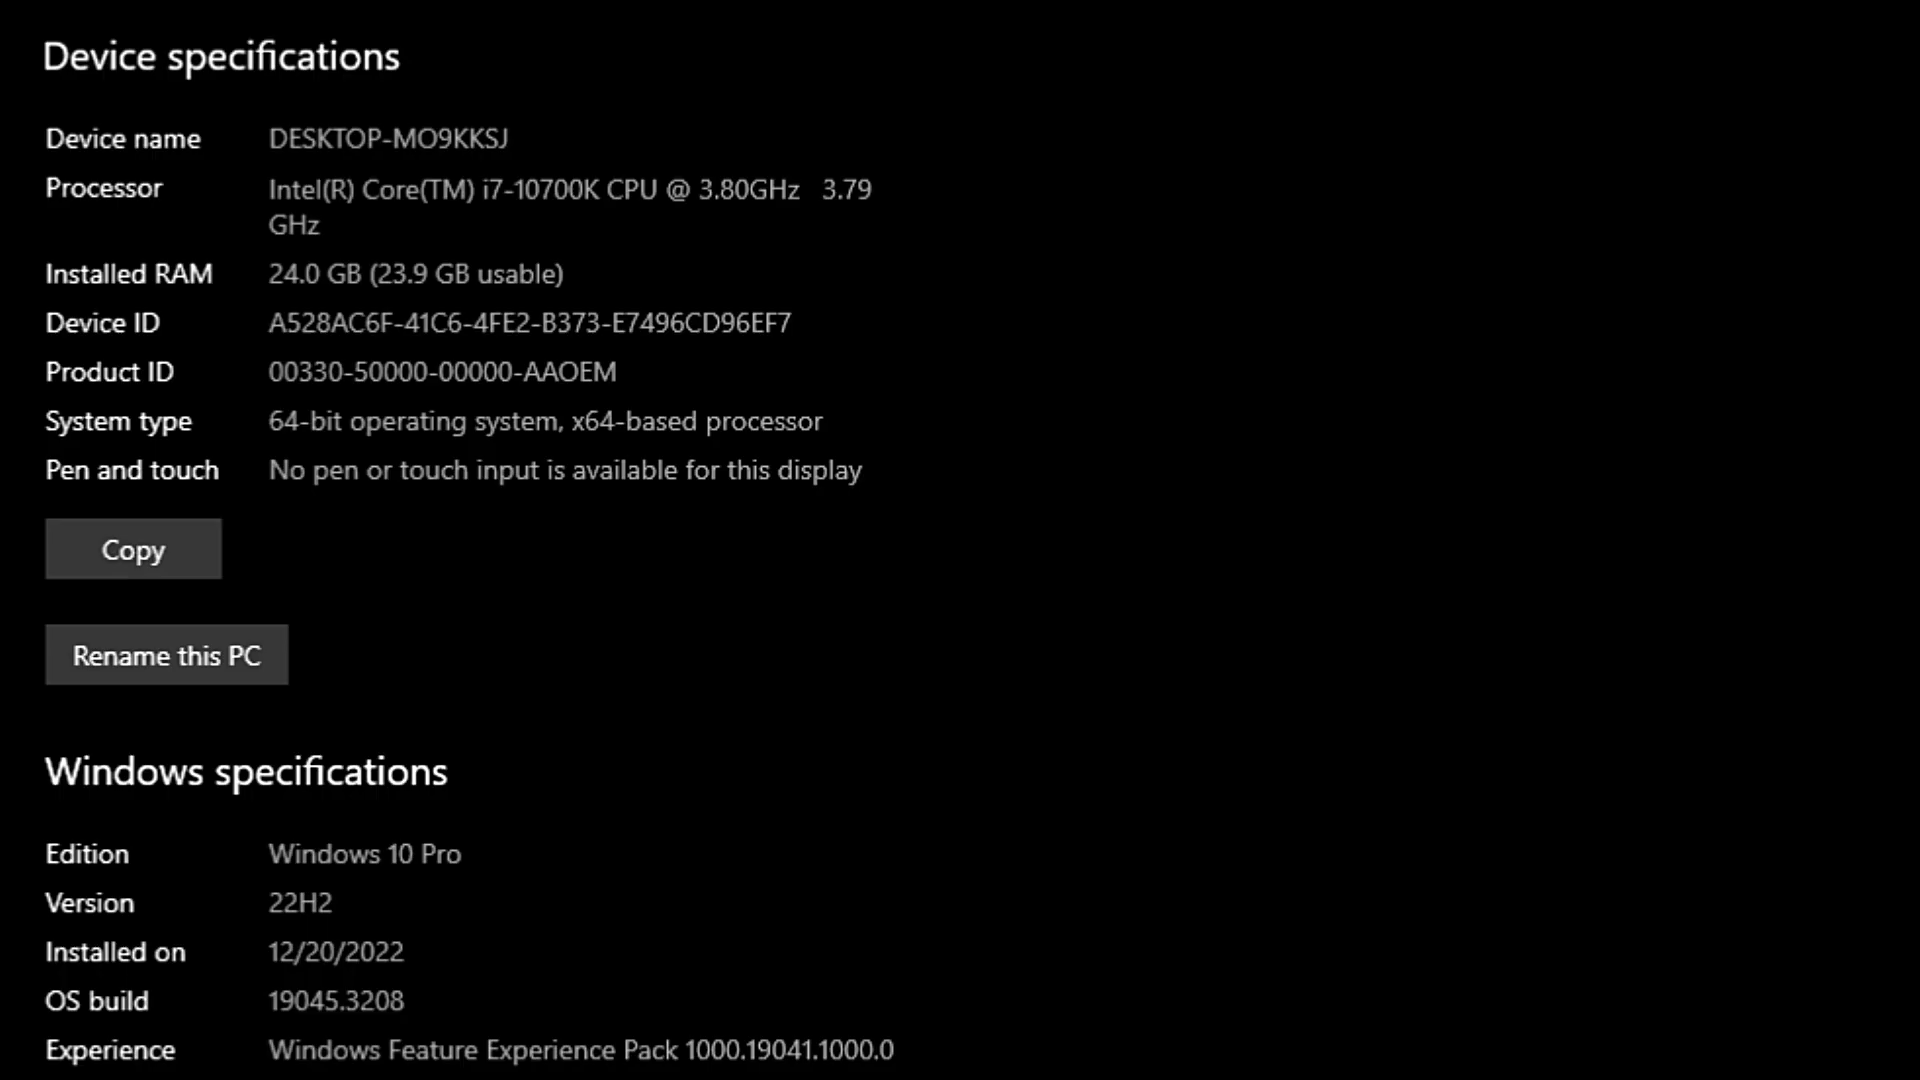 Device specifications
Device name DESKTOP-MO9KKSJ
Processor Intel(R) Core(TM) i7-10700K CPU @ 3.80GHz 3.79
GHz
Installed RAM 24.0 GB (23.9 GB usable)
Device ID A528AC6F-41C6-4FE2-B373-E7496CD96EF7
Product ID 00330-50000-00000-AAOEM
System type 64-bit operating system, x64-based processor
Pen and touch No pen or touch input is available for this display
Copy
Rename this PC
Windows specifications
Edition Windows 10 Pro
Version 22H2
Installed on 12/20/2022
OS build 19045.3208
Experience Windows Feature Experience Pack 1000.19041.1000.0